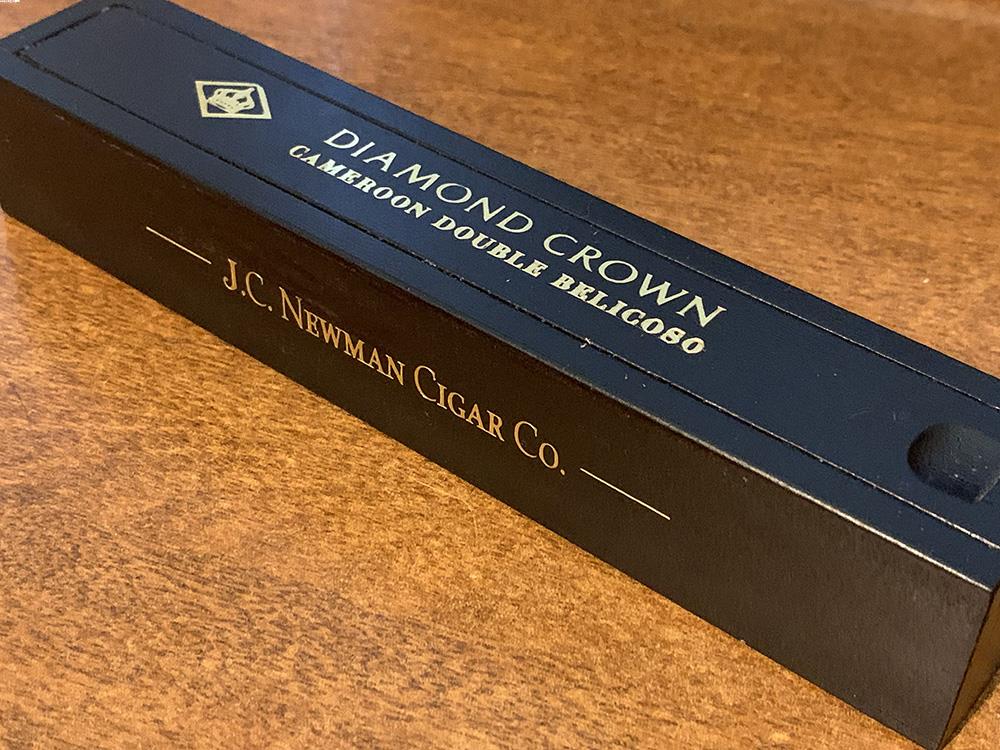 DIAMOND CROWN
CAMEROON DOUBLE BELICOSO
J.C. NEWMAN CIGAR CO.